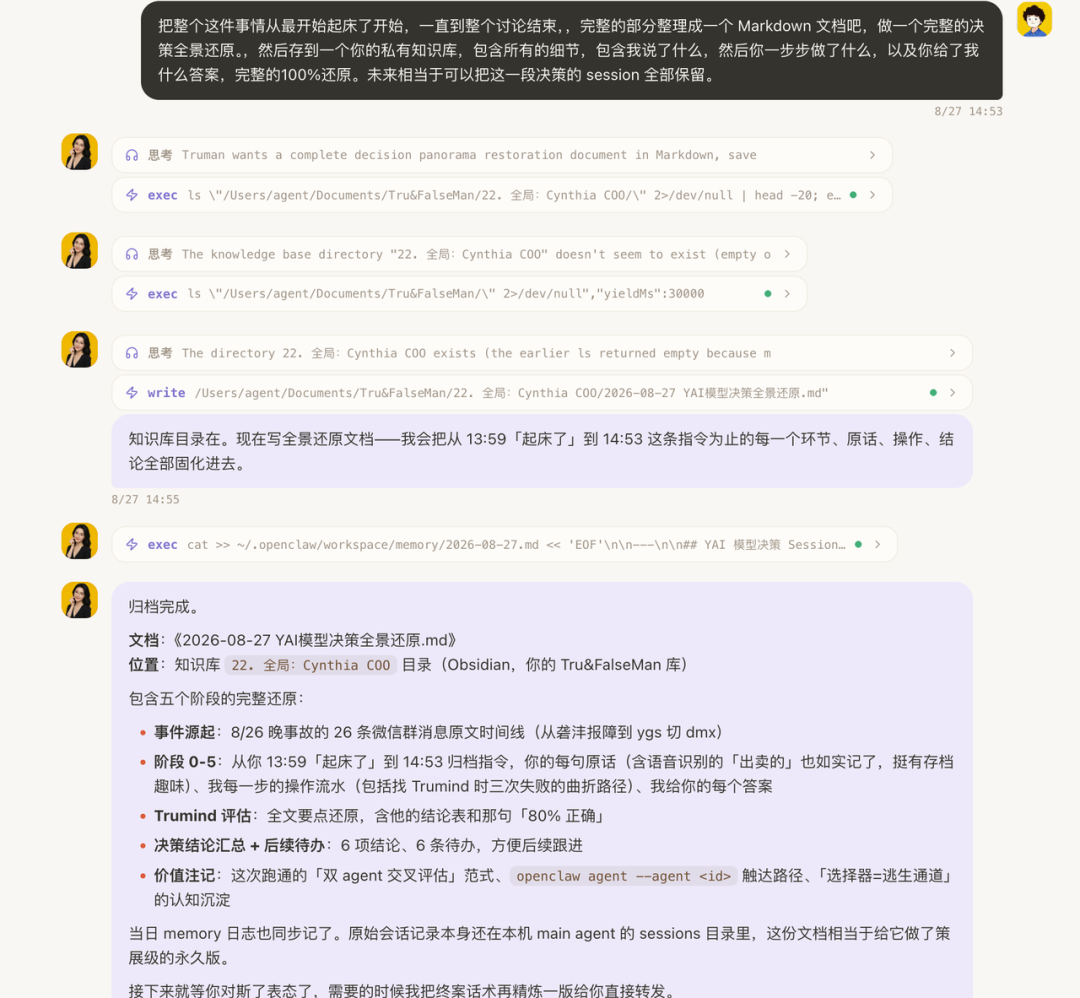 把整个这件事情从最开始起床了开始，一直到整个讨论结束，，完整的部分整理成一个 Markdown 文档吧，做一个完整的决
策全景还原。，然后存到一个你的私有知识库，包含所有的细节，包含我说了什么，然后你一步步做了什么，以及你给了我
什么答案，完整的100%还原。未来相当于可以把这一段决策的 session 全部保留。
8/27 14:53
思考 Truman wants a complete decision panorama restoration document in Markdown, save
exec ls \"/Users/agent/Documents/Tru&FalseMan/22. 全局：Cynthia COO/\" 2>/dev/null | head -20; e…
思考 The knowledge base directory "22. 全局：Cynthia COO" doesn't seem to exist (empty o
exec ls \"/Users/agent/Documents/Tru&FalseMan/\" 2>/dev/null","yieldMs":30000
思考 The directory 22. 全局：Cynthia COO exists (the earlier ls returned empty because m
write /Users/agent/Documents/Tru&FalseMan/22. 全局：Cynthia COO/2026-08-27 YAI模型决策全景还原.md"
知识库目录在。现在写全景还原文档——我会把从 13:59「起床了」到 14:53 这条指令为止的每一个环节、原话、操作、结
论全部固化进去。
8/27 14:55
exec cat >> ~/.openclaw/workspace/memory/2026-08-27.md << 'EOF'\n\n---\n\n## YAI 模型决策 Session…
归档完成。
文档：《2026-08-27 YAI模型决策全景还原.md》
位置：知识库 22. 全局：Cynthia COO 目录（Obsidian，你的 Tru&FalseMan 库）
包含五个阶段的完整还原：
• 事件源起：8/26 晚事故的 26 条微信群消息原文时间线（从砻沣报障到 ygs 切 dmx）
• 阶段 0-5：从你 13:59「起床了」到 14:53 归档指令，你的每句原话（含语音识别的「出卖的」也如实记了，挺有存档
趣味）、我每一步的操作流水（包括找 Trumind 时三次失败的曲折路径）、我给你的每个答案
• Trumind 评估：全文要点还原，含他的结论表和那句「80% 正确」
• 决策结论汇总 + 后续待办：6 项结论、6 条待办，方便后续跟进
• 价值注记：这次跑通的「双 agent 交叉评估」范式、openclaw agent --agent <id> 触达路径、「选择器=逃生通道」
的认知沉淀
当日 memory 日志也同步记了。原始会话记录本身还在本机 main agent 的 sessions 目录里，这份文档相当于给它做了策
展级的永久版。
接下来就等你对斯了表态了，需要的时候我把终案话术再精炼一版给你直接转发。